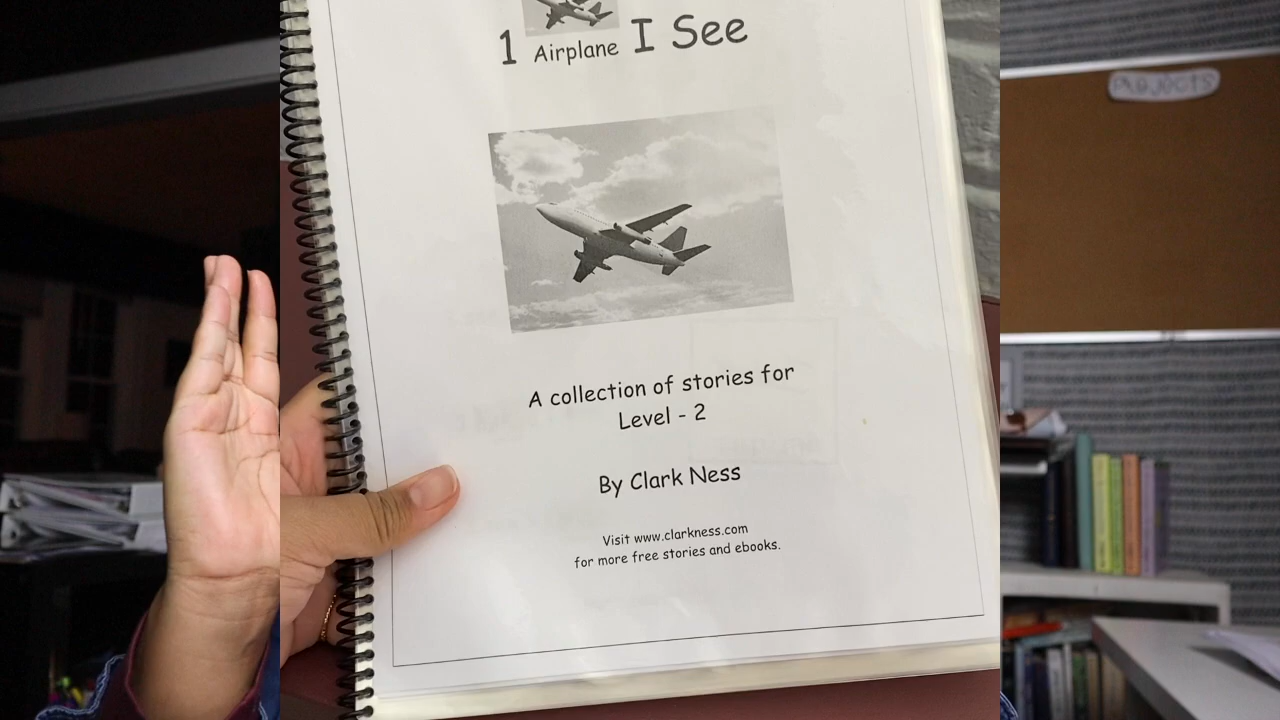 1 Airplane I See
A collection of stories for
Level - 2
By Clark Ness
Visit www.clarkness.com
for more free stories and ebooks.
PROJECTS